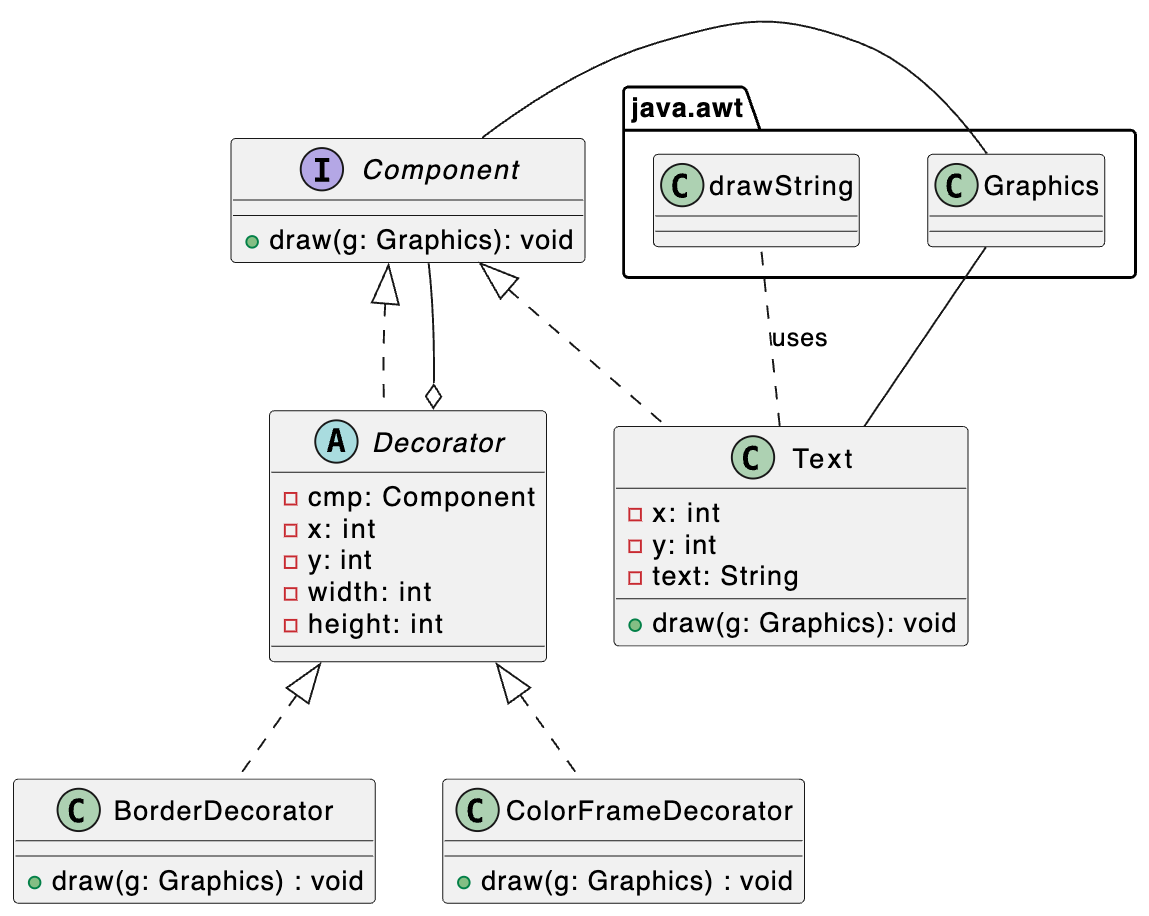 java.awt
I Component
draw(g: Graphics): void
C drawString
C Graphics
uses
A Decorator
cmp: Component
x: int
y: int
width: int
height: int
C Text
x: int
y: int
text: String
draw(g: Graphics): void
C BorderDecorator
draw(g: Graphics) : void
C ColorFrameDecorator
draw(g: Graphics) : void